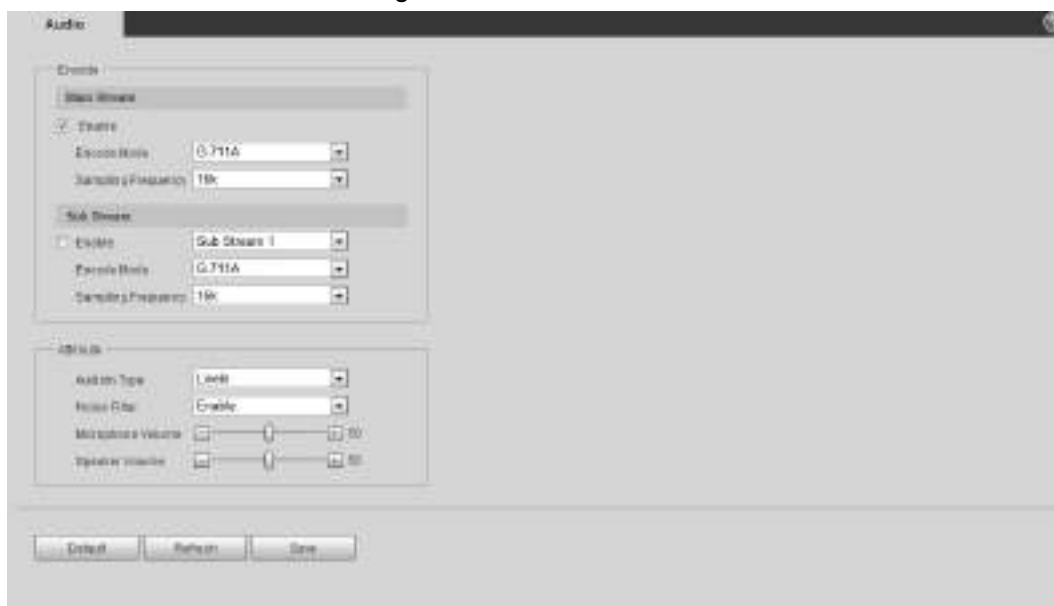 Audio
Encode
Main Stream
Enable
Encode Mode G.711A
Sampling Frequency 16k
Sub Stream
Enable Sub Stream 1
Encode Mode G.711A
Sampling Frequency 16k
Attribute
AudioIn Type LineIn
Noise Filter Enable
Microphone Volume 50
Speaker Volume 50
Default Refresh Save